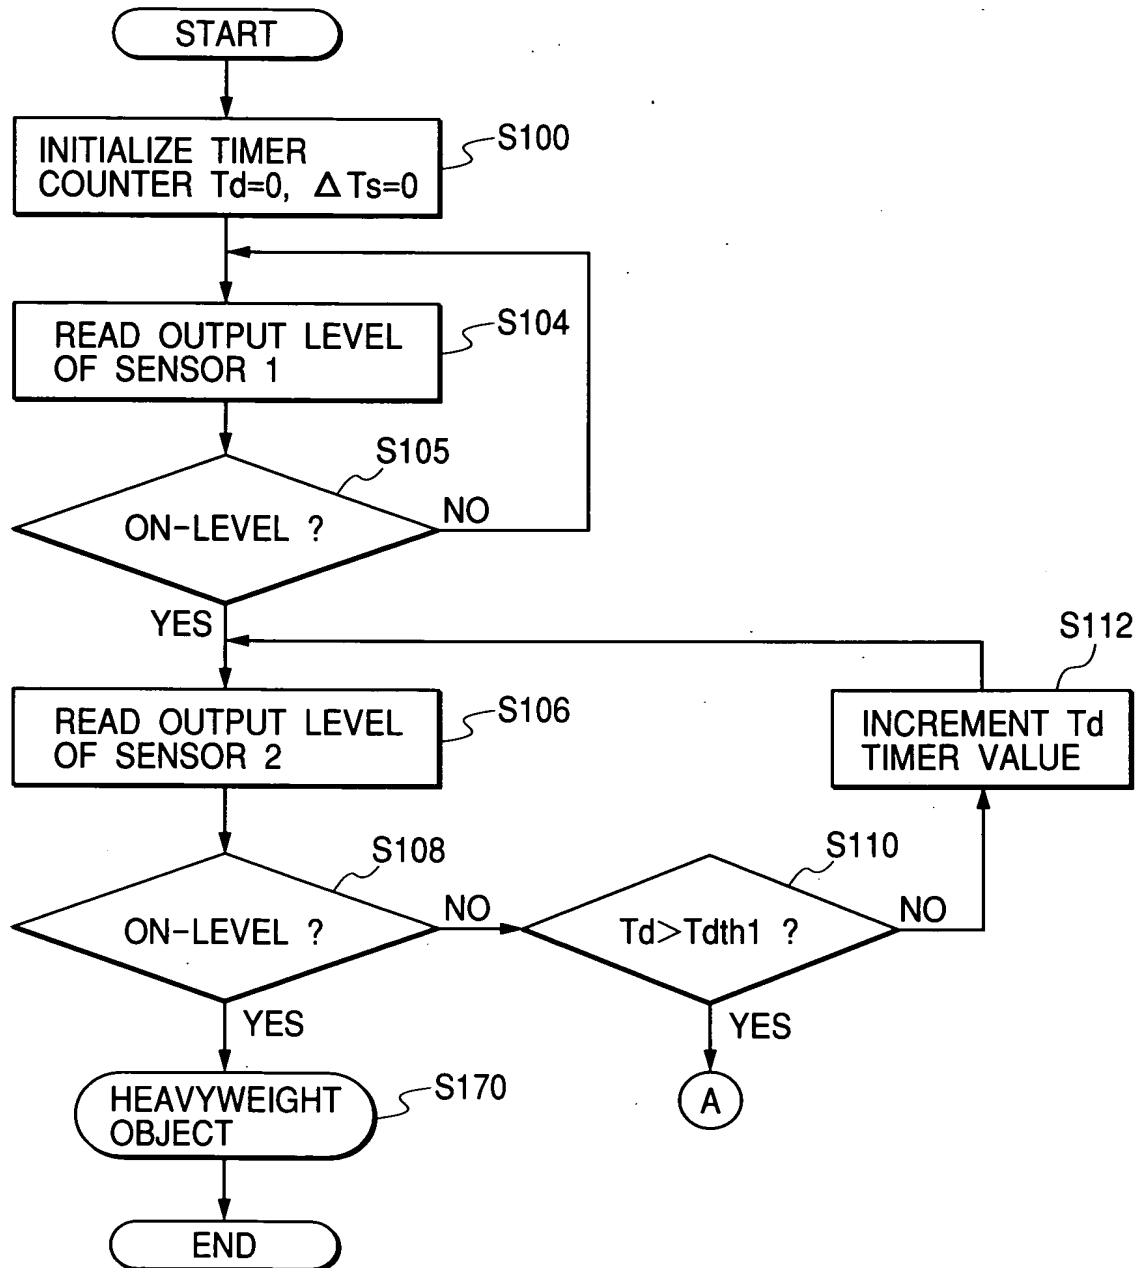 START
S100
INITIALIZE TIMER
COUNTER Td=0, ΔTs=0
S104
READ OUTPUT LEVEL
OF SENSOR 1
S105
ON-LEVEL ?
NO
YES
S112
S106
READ OUTPUT LEVEL
OF SENSOR 2
INCREMENT Td
TIMER VALUE
S108
S110
ON-LEVEL ?
NO
Td>Tdth1 ?
NO
YES
YES
S170
HEAVYWEIGHT
OBJECT
A
END